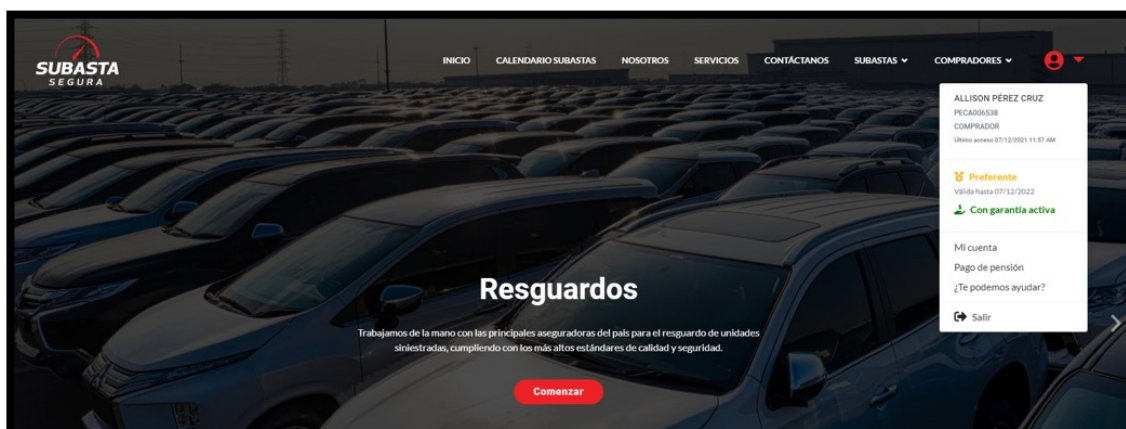 SUBASTA
SEGURA
INICIO CALENDARIO SUBASTAS NOSOTROS SERVICIOS CONTÁCTANOS SUBASTAS COMPRADORES
ALLISON PÉREZ CRUZ
PECA006538
COMPRADOR
Último acceso 07/12/2021 11:57 AM
Preferente
Válida hasta 07/12/2022
Con garantía activa
Mi cuenta
Pago de pensión
¿Te podemos ayudar?
Salir
Resguardos
Trabajamos de la mano con las principales aseguradoras del pais para el resguardo de unidades
siniestradas, cumpliendo con los más altos estándares de calidad y seguridad.
Comenzar